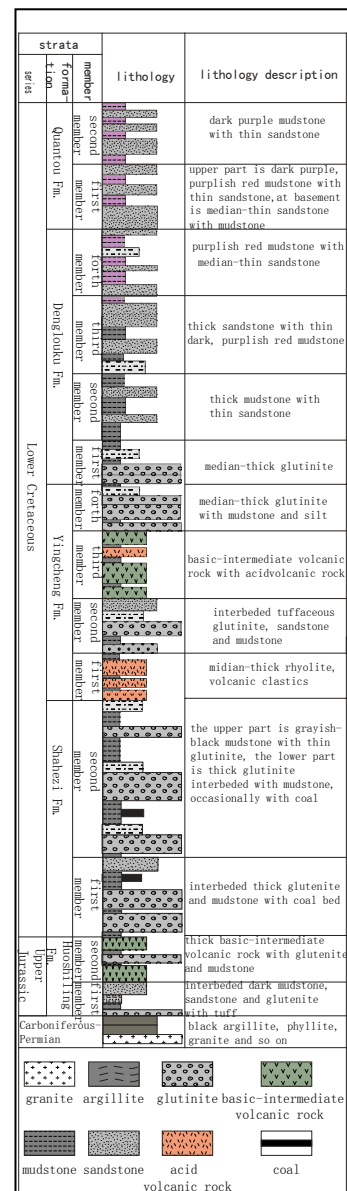 strata
series
forma-
tion
member
lithology
lithology description
Lower Cretaceous
Quantou Fm.
second
member
dark purple mudstone
with thin sandstone
first
member
upper part is dark purple,
purplish red mudstone with
thin sandstone,at basement
is median-thin sandstone
with mudstone
Denglouku Fm.
forth
member
purplish red mudstone with
median-thin sandstone
third
member
thick sandstone with thin
dark, purplish red mudstone
second
member
thick mudstone with
thin sandstone
first
member
median-thick glutinite
Yingcheng Fm.
forth
member
median-thick glutinite
with mudstone and silt
third
member
basic-intermediate volcanic
rock with acidvolcanic rock
second
member
interbeded tuffaceous
glutinite, sandstone
and mudstone
first
member
midian-thick rhyolite,
volcanic clastics
Shahezi Fm.
second
member
the upper part is grayish-
black mudstone with thin
glutinite, the lower part
is thick glutinite
interbeded with mudstone,
occasionally with coal
first
member
interbeded thick glutenite
and mudstone with coal bed
Upper
Jurassic
Huoshiling
Fm.
second
member
thick basic-intermediate
volcanic rock with glutenite
and mudstone
first
member
interbeded dark mudstone,
sandstone and glutenite
with tuff
Carboniferous-
Permian
black argillite, phyllite,
granite and so on
granite
argillite
glutinite
basic-intermediate
volcanic rock
mudstone
sandstone
acid
volcanic rock
coal